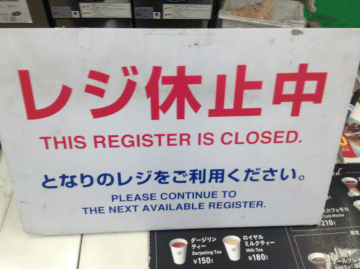 レジ休止中
THIS REGISTER IS CLOSED.
となりのレジをご利用ください。
PLEASE CONTINUE TO
THE NEXT AVAILABLE REGISTER.
ダージリン
ティー
Darjeeling Tea
¥150
ロイヤル
ミルクティー
Milk Tea
¥180